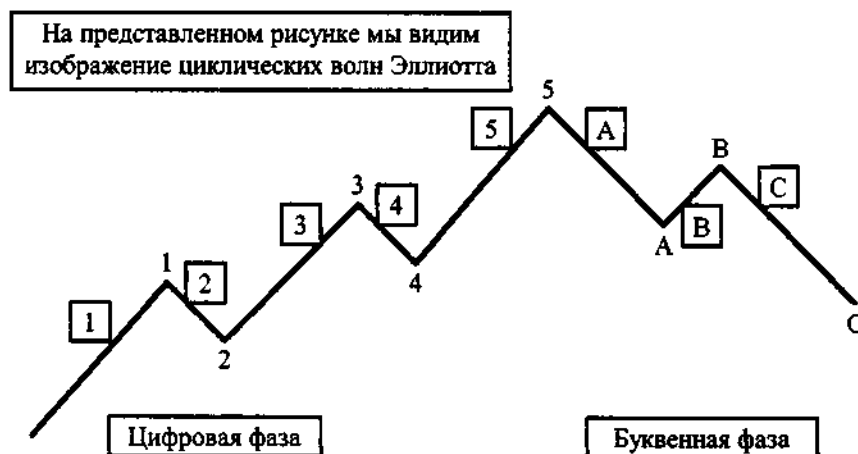 На представленном рисунке мы видим
изображение циклических волн Эллиотта
5
5
A
B
3
C
3
4
A
B
1
4
2
1
C
2
Цифровая фаза
Буквенная фаза